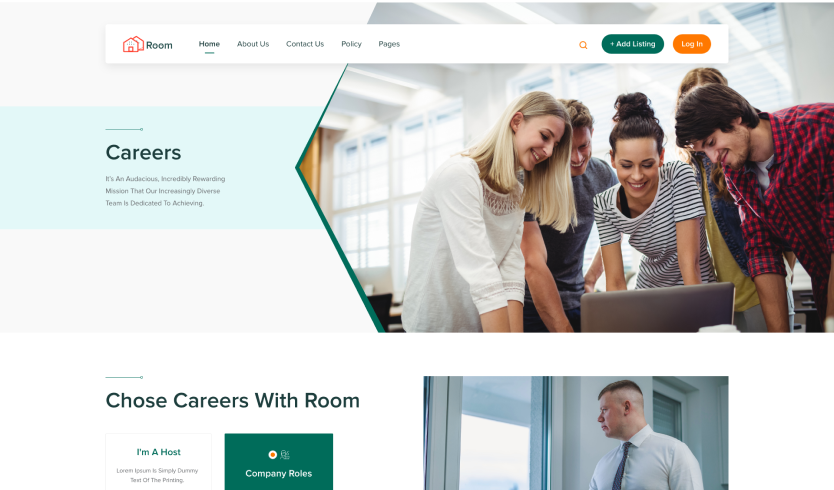 Room
Home
About Us
Contact Us
Policy
Pages
+ Add Listing
Log In
Careers
It's An Audacious, Incredibly Rewarding
Mission That Our Increasingly Diverse
Team Is Dedicated To Achieving.
Chose Careers With Room
I'm A Host
Lorem Ipsum Is Simply Dummy
Text Of The Printing.
Company Roles